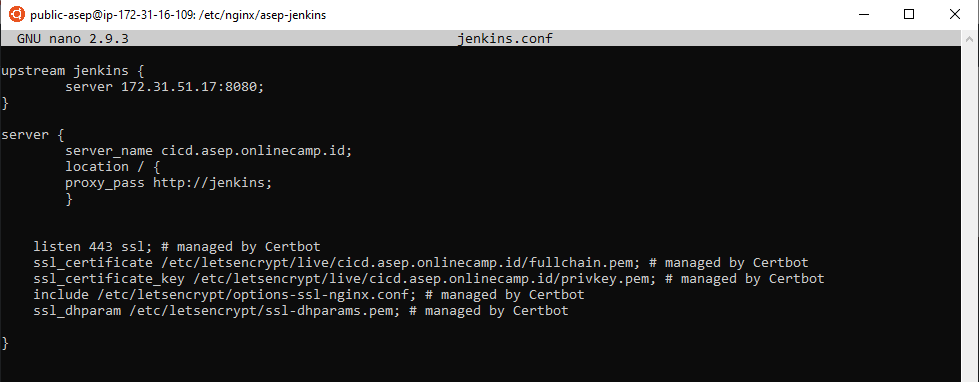 public-asep@ip-172-31-16-109: /etc/nginx/asep-jenkins
GNU nano 2.9.3 jenkins.conf
upstream jenkins {
server 172.31.51.17:8080;
}
server {
server_name cicd.asep.onlinecamp.id;
location / {
proxy_pass http://jenkins;
}
listen 443 ssl; # managed by Certbot
ssl_certificate /etc/letsencrypt/live/cicd.asep.onlinecamp.id/fullchain.pem; # managed by Certbot
ssl_certificate_key /etc/letsencrypt/live/cicd.asep.onlinecamp.id/privkey.pem; # managed by Certbot
include /etc/letsencrypt/options-ssl-nginx.conf; # managed by Certbot
ssl_dhparam /etc/letsencrypt/ssl-dhparams.pem; # managed by Certbot
}